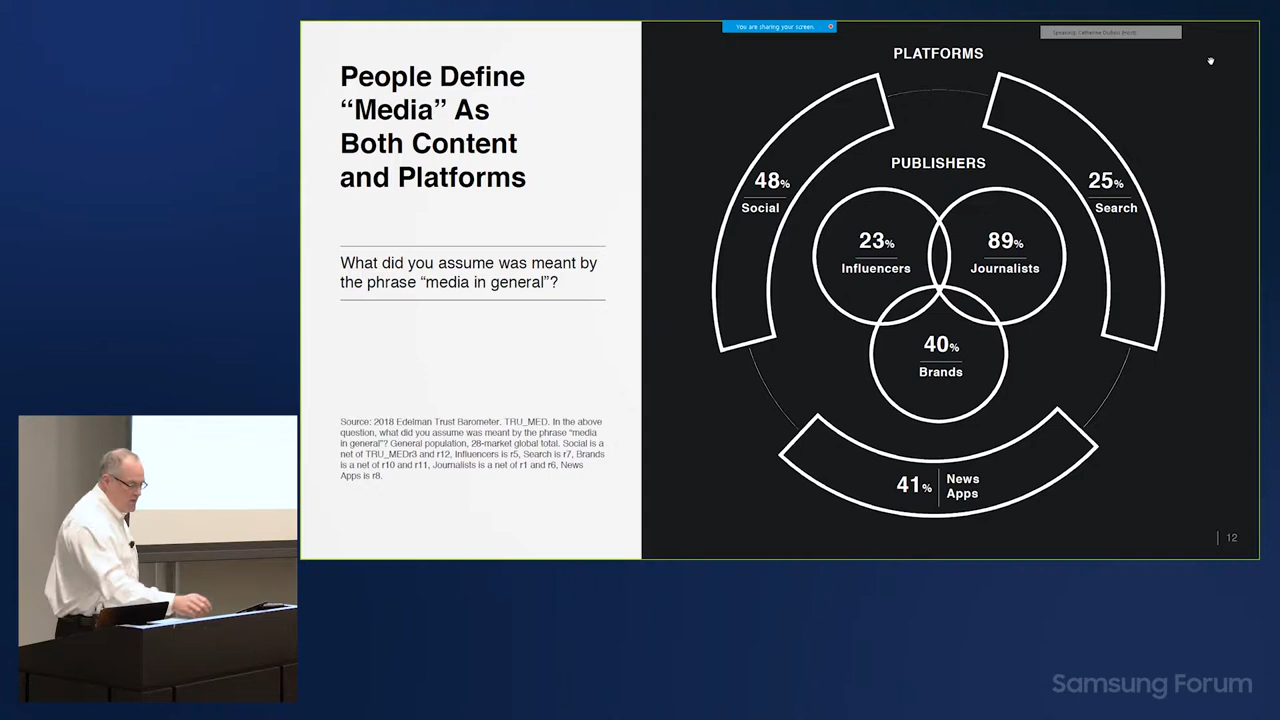 You are sharing your screen.
Speaking: Catherine DuBois (Host)
People Define
“Media” As
Both Content
and Platforms
What did you assume was meant by
the phrase “media in general”?
Source: 2018 Edelman Trust Barometer. TRU_MED. In the above
question, what did you assume was meant by the phrase “media
in general”? General population, 28-market global total. Social is a
net of TRU_MEDr3 and r12, Influencers is r5, Search is r7, Brands
is a net of r10 and r11, Journalists is a net of r1 and r6, News
Apps is r8.
PLATFORMS
PUBLISHERS
48%
Social
25%
Search
23%
Influencers
89%
Journalists
40%
Brands
41%
News
Apps
12
Samsung Forum